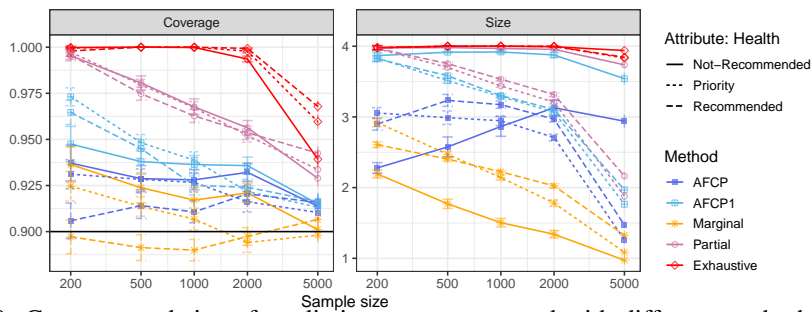 Coverage
Size
1.000
0.975
0.950
0.925
0.900
4
3
2
1
200
500
1000
2000
5000
200
500
1000
2000
5000
Sample size
Attribute: Health
Not−Recommended
Priority
Recommended
Method
AFCP
AFCP1
Marginal
Partial
Exhaustive